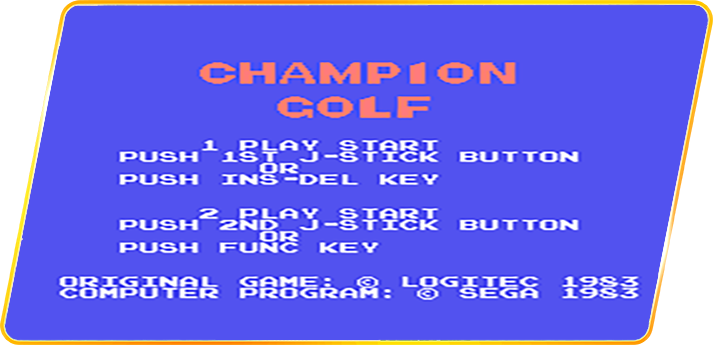 CHAMPION
GOLF
1 PLAY START
PUSH 1ST J-STICK BUTTON
OR
PUSH INS-DEL KEY
2 PLAY START
PUSH 2ND J-STICK BUTTON
OR
PUSH FUNC KEY
ORIGINAL GAME: © LOGITEC 1983
COMPUTER PROGRAM: © SEGA 1983